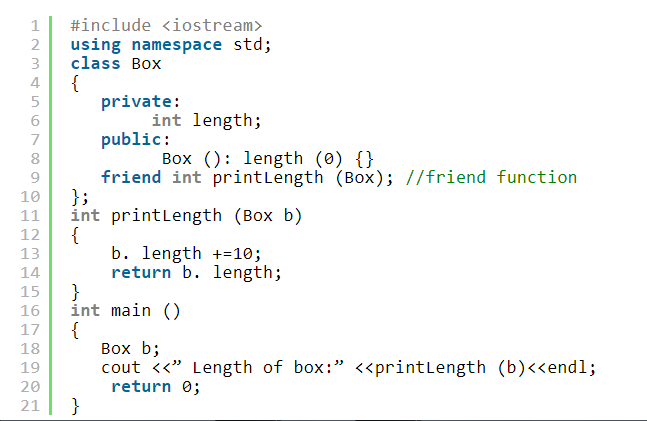 1 #include <iostream>
2 using namespace std;
3 class Box
4 {
5 private:
6 int length;
7 public:
8 Box (): length (0) {}
9 friend int printLength (Box); //friend function
10 };
11 int printLength (Box b)
12 {
13 b. length +=10;
14 return b. length;
15 }
16 int main ()
17 {
18 Box b;
19 cout <<” Length of box:” <<printLength (b)<<endl;
20 return 0;
21 }